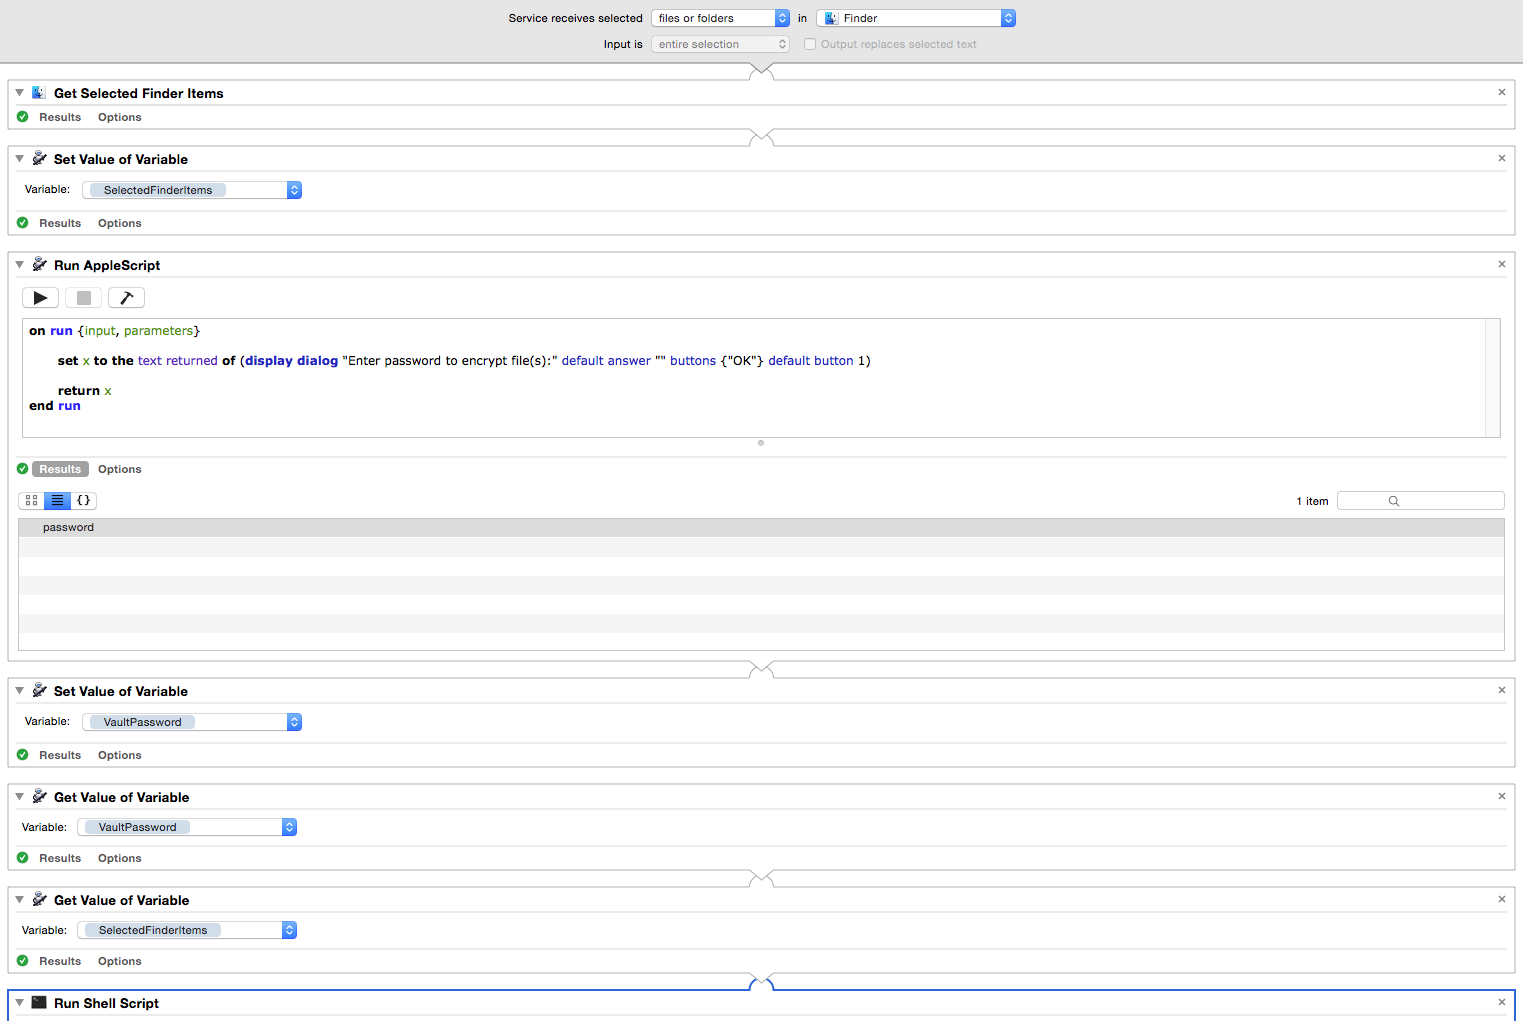 Service receives selected files or folders in Finder
Input is entire selection Output replaces selected text
Get Selected Finder Items
Results Options
Set Value of Variable
Variable: SelectedFinderItems
Results Options
Run AppleScript
on run {input, parameters}
set x to the text returned of (display dialog "Enter password to encrypt file(s):" default answer "" buttons {"OK"} default button 1)
return x
end run
Results Options
{} 1 item
password
Set Value of Variable
Variable: VaultPassword
Results Options
Get Value of Variable
Variable: VaultPassword
Results Options
Get Value of Variable
Variable: SelectedFinderItems
Results Options
Run Shell Script